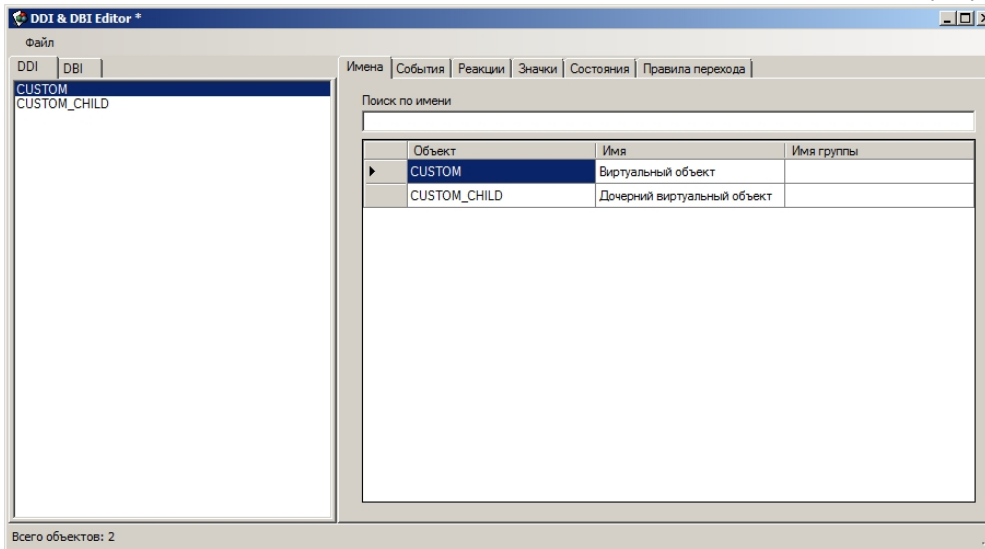 DDI & DBI Editor *
Файл
DDI DBI
CUSTOM
CUSTOM_CHILD
Имена События Реакции Значки Состояния Правила перехода
Поиск по имени
Объект Имя Имя группы
CUSTOM Виртуальный объект
CUSTOM_CHILD Дочерний виртуальный объект
Всего объектов: 2